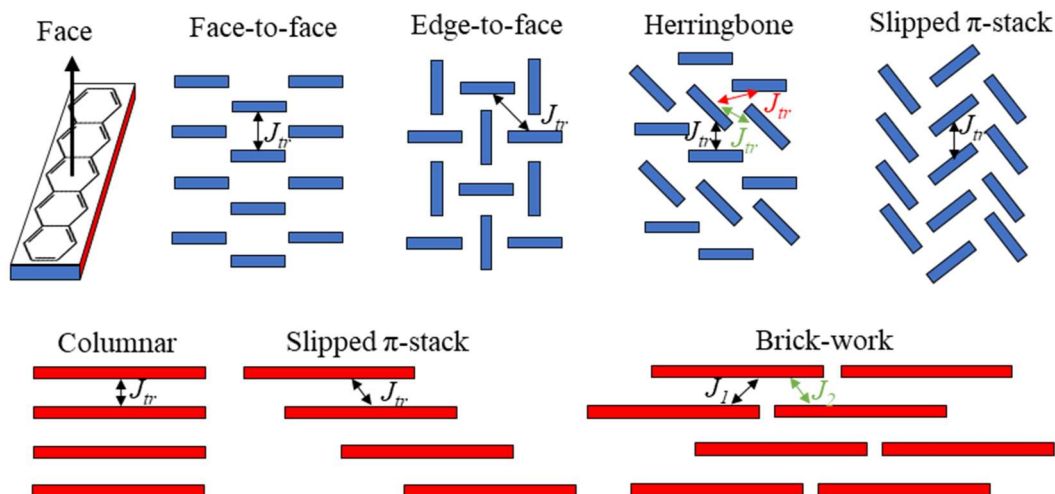 Face
Face-to-face
Edge-to-face
Herringbone
Slipped π-stack
J_tr
J_tr
J_tr
J_tr
J_tr
J_tr
Columnar
Slipped π-stack
Brick-work
J_tr
J_tr
J_1
J_2